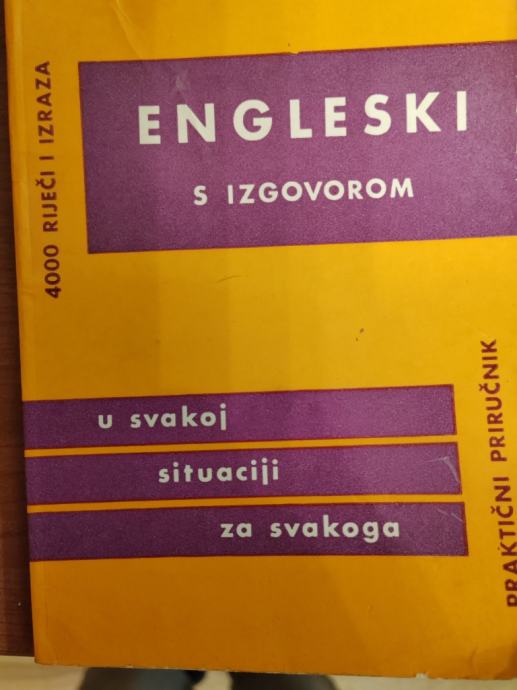 4000 RIJEČI I IZRAZA
ENGLESKI
S IZGOVOROM
u svakoj
situaciji
za svakoga
PRAKTIČNI PRIRUČNIK